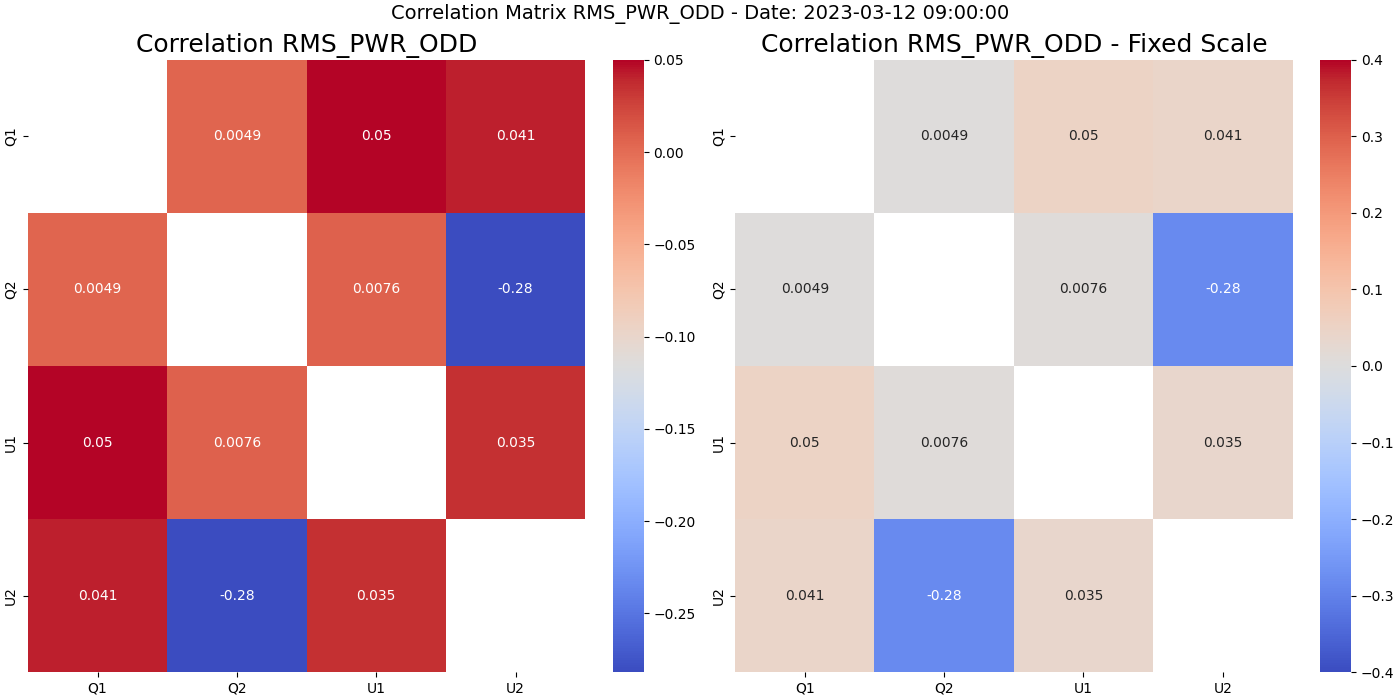 Correlation Matrix RMS_PWR_ODD - Date: 2023-03-12 09:00:00
Correlation RMS_PWR_ODD
Q1
0.0049
0.05
0.041
Q2
0.0049
0.0076
-0.28
U1
0.05
0.0076
0.035
U2
0.041
-0.28
0.035
Q1
Q2
U1
U2
0.05
0.00
−0.05
−0.10
−0.15
−0.20
−0.25
Correlation RMS_PWR_ODD - Fixed Scale
Q1
0.0049
0.05
0.041
Q2
0.0049
0.0076
-0.28
U1
0.05
0.0076
0.035
U2
0.041
-0.28
0.035
Q1
Q2
U1
U2
0.4
0.3
0.2
0.1
0.0
−0.1
−0.2
−0.3
−0.4